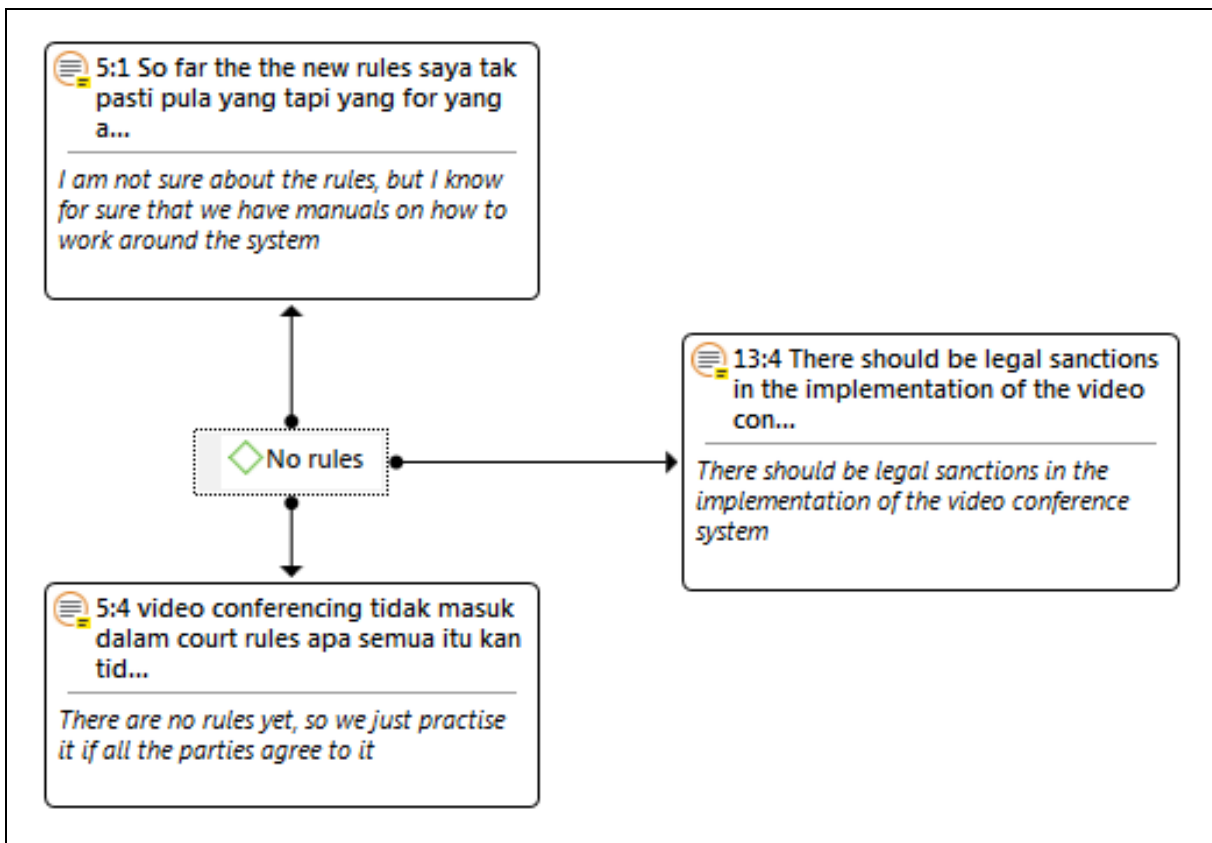 5:1 So far the the new rules saya tak
pasti pula yang tapi yang for yang
a...
I am not sure about the rules, but I know
for sure that we have manuals on how to
work around the system
13:4 There should be legal sanctions
in the implementation of the video
con...
There should be legal sanctions in the
implementation of the video conference
system
No rules
5:4 video conferencing tidak masuk
dalam court rules apa semua itu kan
tid...
There are no rules yet, so we just practise
it if all the parties agree to it